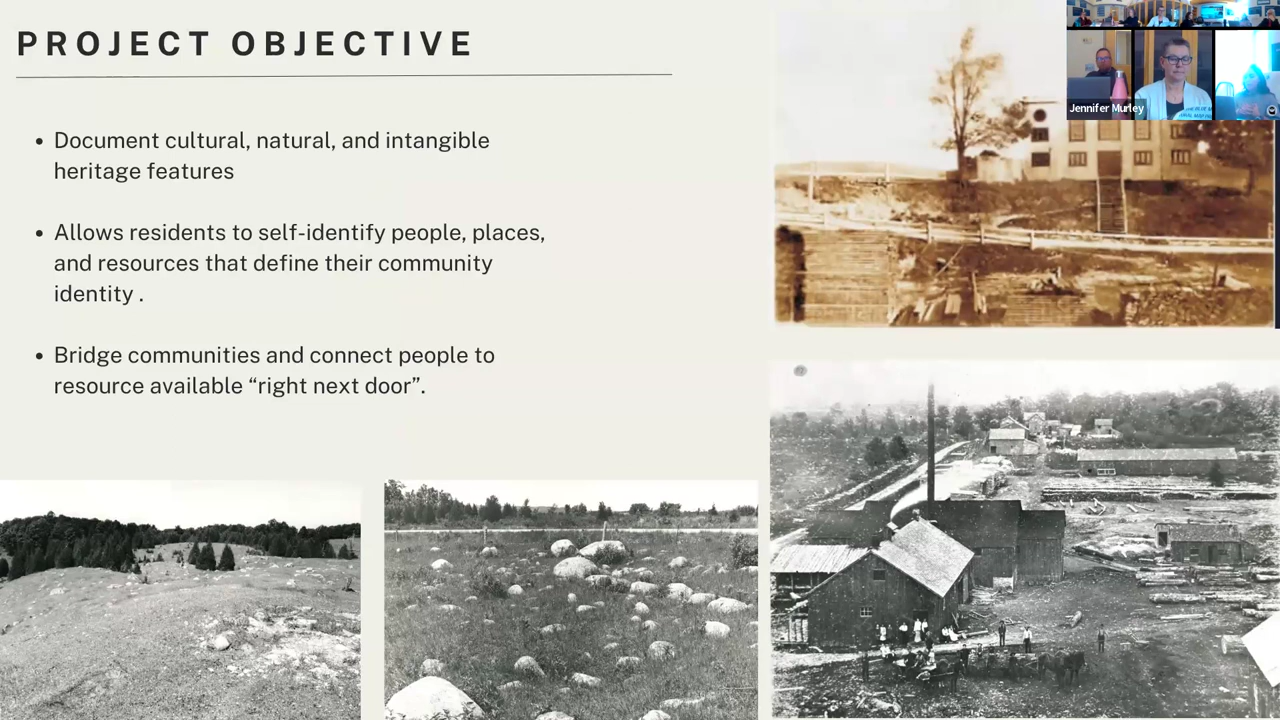 PROJECT OBJECTIVE
• Document cultural, natural, and intangible
heritage features
• Allows residents to self-identify people, places,
and resources that define their community
identity .
• Bridge communities and connect people to
resource available “right next door”.
Jennifer Murley